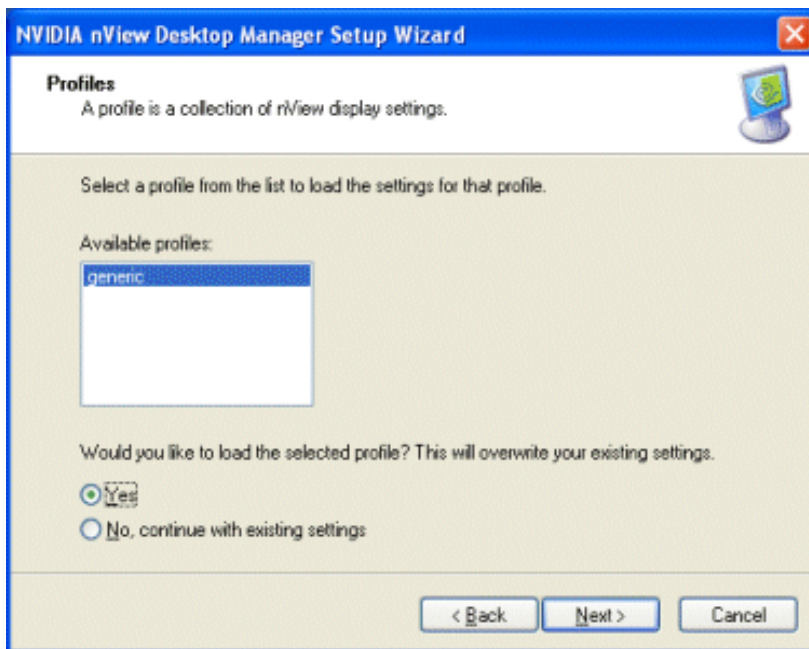 NVIDIA nView Desktop Manager Setup Wizard
Profiles
A profile is a collection of nView display settings.
Select a profile from the list to load the settings for that profile.
Available profiles:
generic
Would you like to load the selected profile? This will overwrite your existing settings.
Yes
No, continue with existing settings
< Back
Next >
Cancel